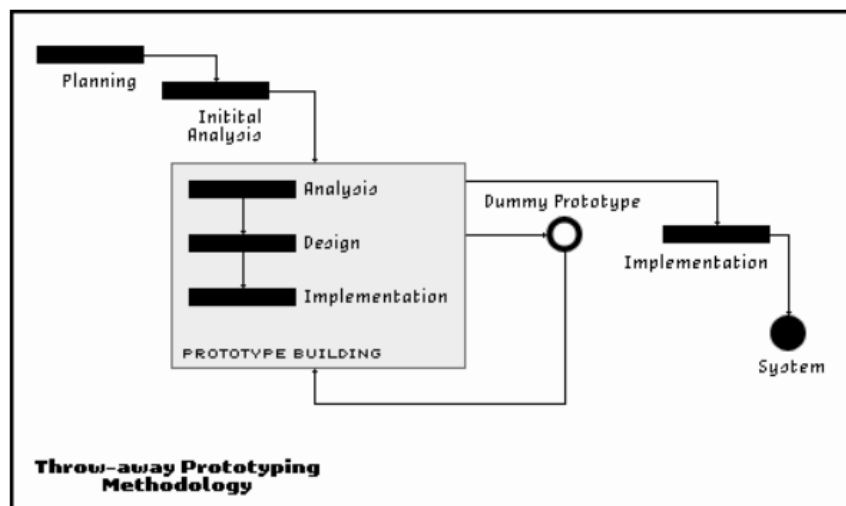 Planning
Initital
Analysis
Analysis
Dummy Prototype
Design
Implementation
Implementation
PROTOTYPE BUILDING
System
Throw-away Prototyping
Methodology